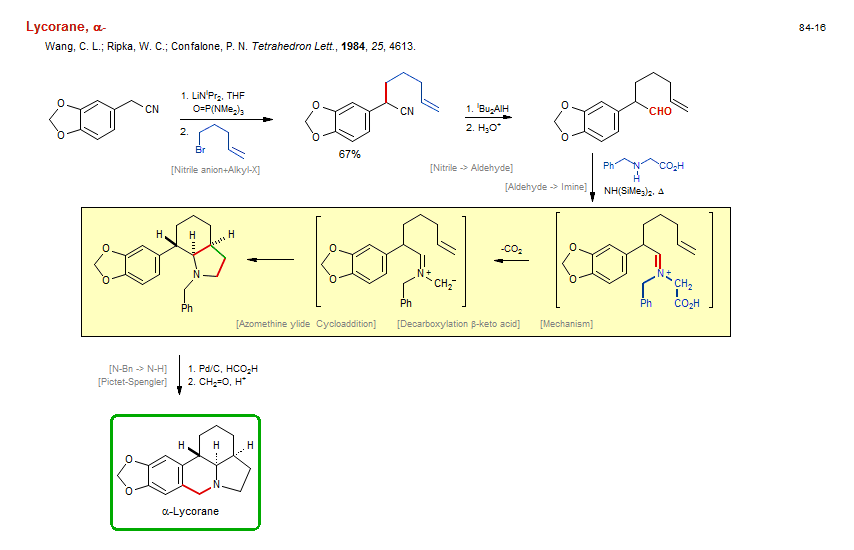 Lycorane, α-
84-16
Wang, C. L.; Ripka, W. C.; Confalone, P. N. Tetrahedron Lett., 1984, 25, 4613.
O
O
CN
1. LiNⁱPr₂, THF
O=P(NMe₂)₃
2.
Br
[Nitrile anion+Alkyl-X]
O
O
CN
67%
1. ⁱBu₂AlH
2. H₃O⁺
[Nitrile -> Aldehyde]
O
O
CHO
[Aldehyde -> Imine]
Ph
N
H
CO₂H
NH(SiMe₃)₂, Δ
H
H
H
O
O
N
Ph
O
O
N⁺
CH₂⁻
Ph
-CO₂
O
O
N⁺
CH₂
Ph
CO₂H
[Azomethine ylide Cycloaddition]
[Decarboxylation β-keto acid]
[Mechanism]
[N-Bn -> N-H]
[Pictet-Spengler]
1. Pd/C, HCO₂H
2. CH₂=O, H⁺
H
H
H
O
O
N
α-Lycorane